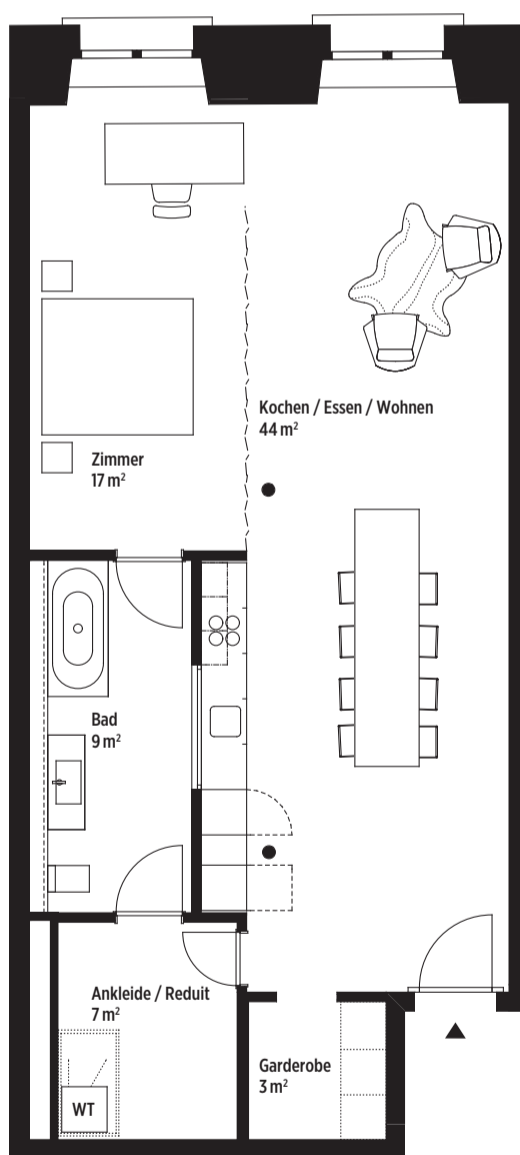 Kochen / Essen / Wohnen
44 m²
Zimmer
17 m²
Bad
9 m²
Ankleide / Reduit
7 m²
WT
Garderobe
3 m²